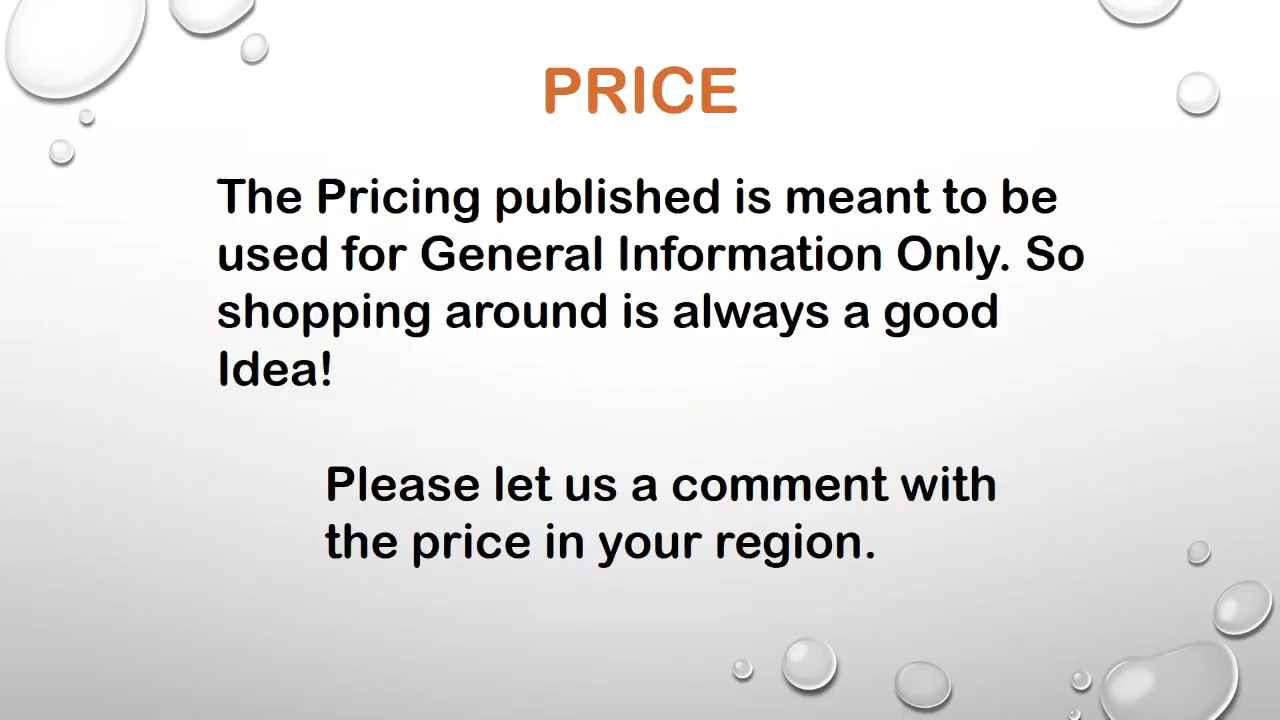 PRICE
The Pricing published is meant to be
used for General Information Only. So
shopping around is always a good
Idea!
Please let us a comment with
the price in your region.